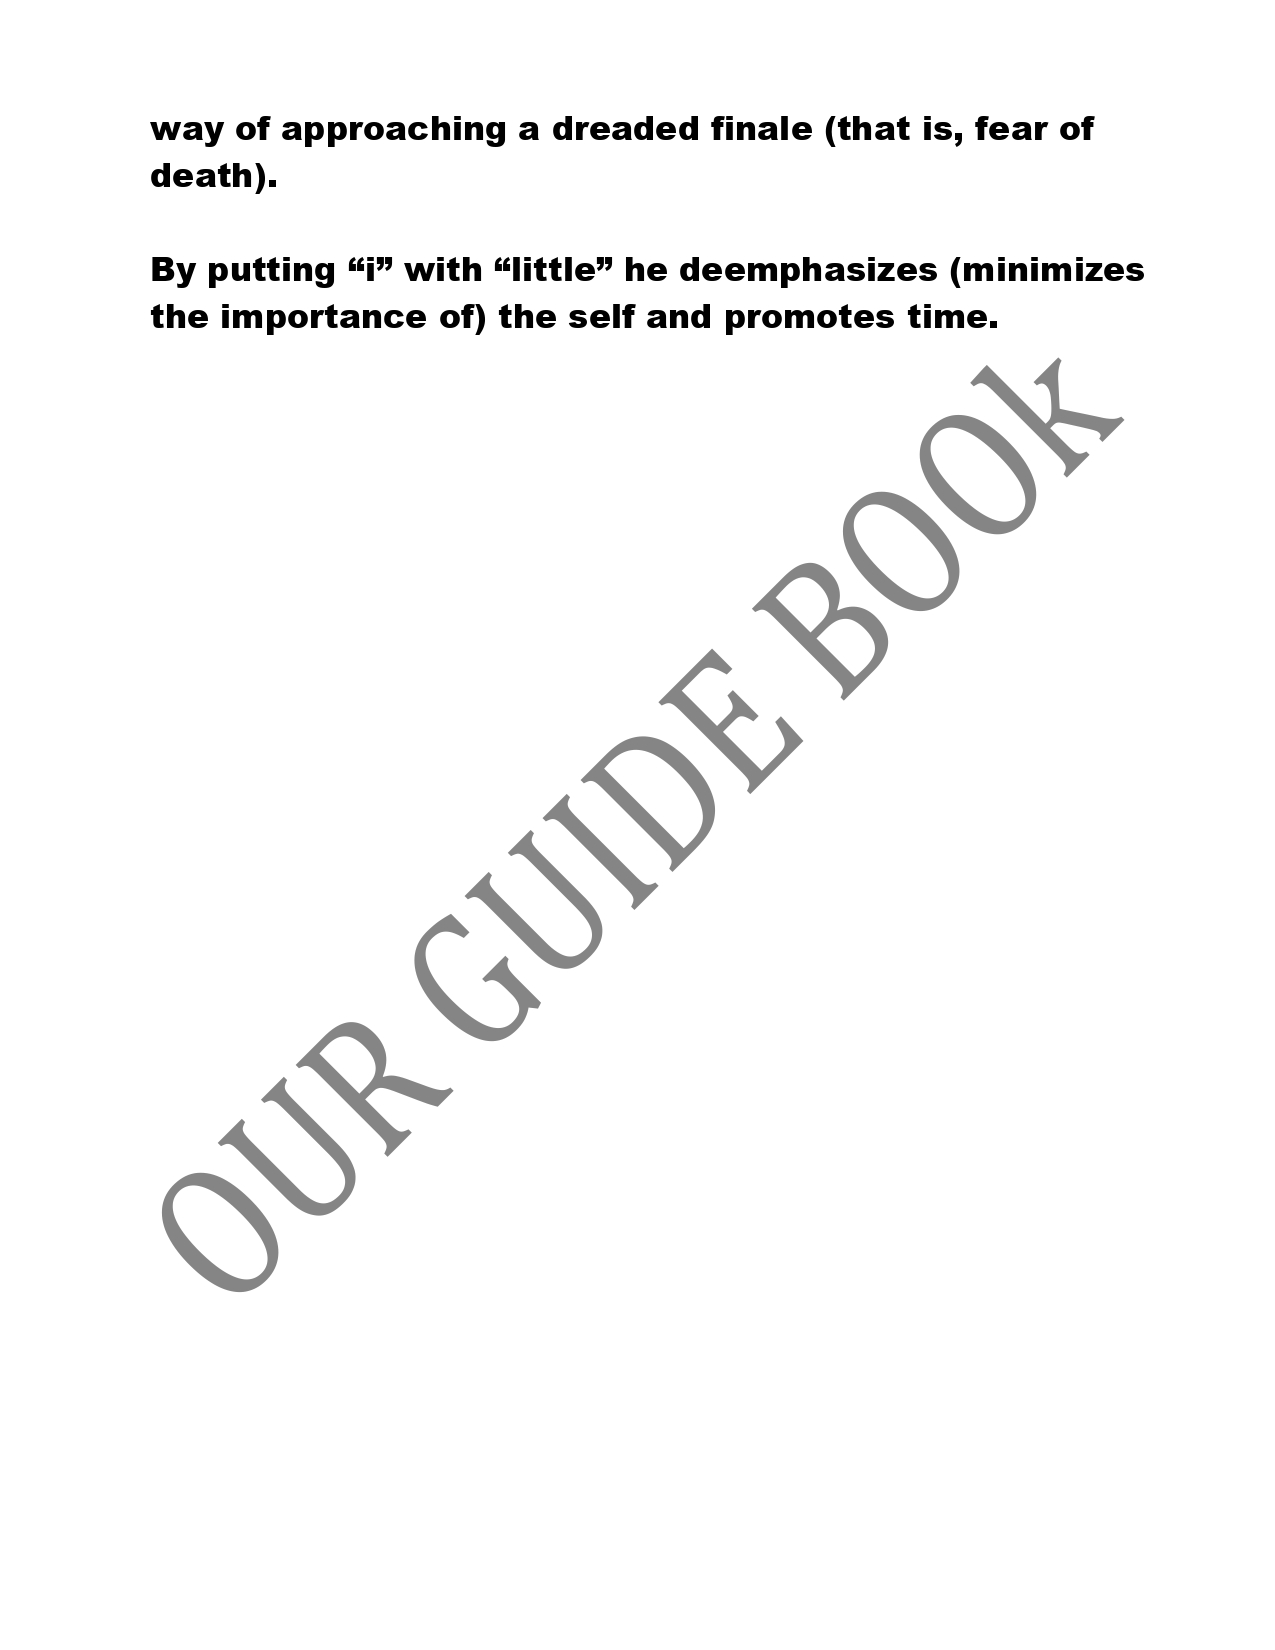 way of approaching a dreaded finale (that is, fear of
death).
By putting “i” with “little” he deemphasizes (minimizes
the importance of) the self and promotes time.
OUR GUIDE BOOk